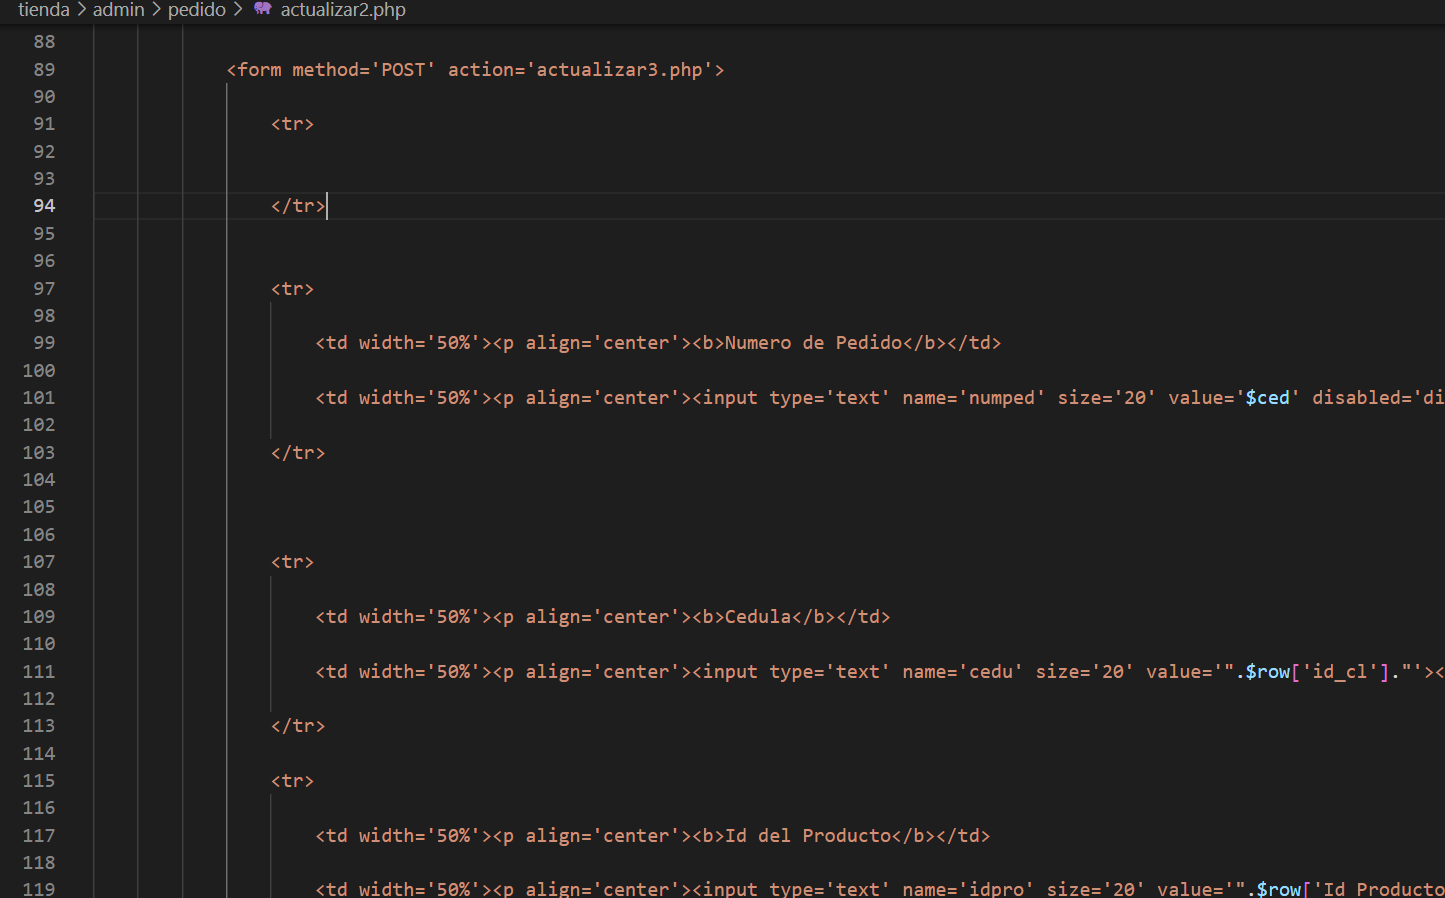 tienda > admin > pedido > actualizar2.php
88
89 <form method='POST' action='actualizar3.php'>
90
91 <tr>
92
93
94 </tr>
95
96
97 <tr>
98
99 <td width='50%'><p align='center'><b>Numero de Pedido</b></td>
100
101 <td width='50%'><p align='center'><input type='text' name='numped' size='20' value='$ced' disabled='di
102
103 </tr>
104
105
106
107 <tr>
108
109 <td width='50%'><p align='center'><b>Cedula</b></td>
110
111 <td width='50%'><p align='center'><input type='text' name='cedu' size='20' value='".$row['id_cl']."'><
112
113 </tr>
114
115 <tr>
116
117 <td width='50%'><p align='center'><b>Id del Producto</b></td>
118
119 <td width='50%'><p align='center'><input type='text' name='idpro' size='20' value='".$row['Id Producto